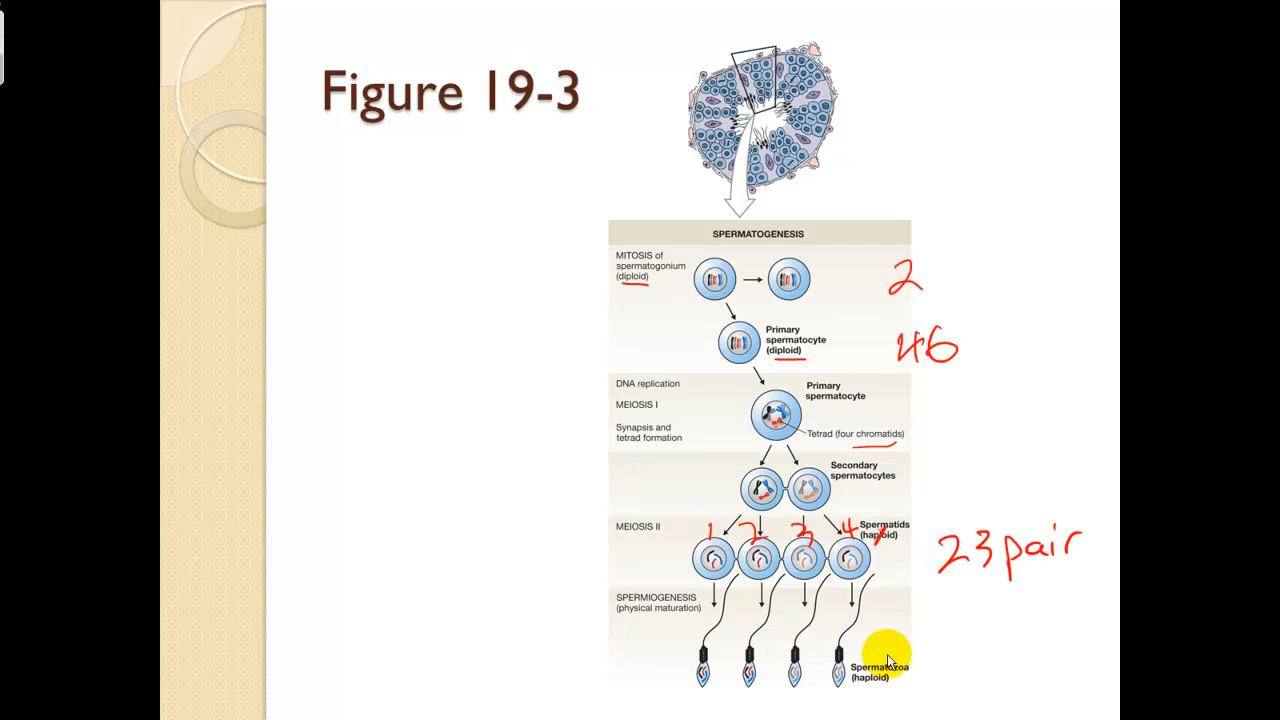 Figure 19-3
SPERMATOGENESIS
MITOSIS of
spermatogonium
(diploid)
2
Primary
spermatocyte
(diploid)
46
DNA replication
Primary
spermatocyte
MEIOSIS I
Synapsis and
tetrad formation
Tetrad (four chromatids)
Secondary
spermatocytes
MEIOSIS II
Spermatids
(haploid)
1 2 3 4
23 pair
SPERMIOGENESIS
(physical maturation)
Spermatozoa
(haploid)